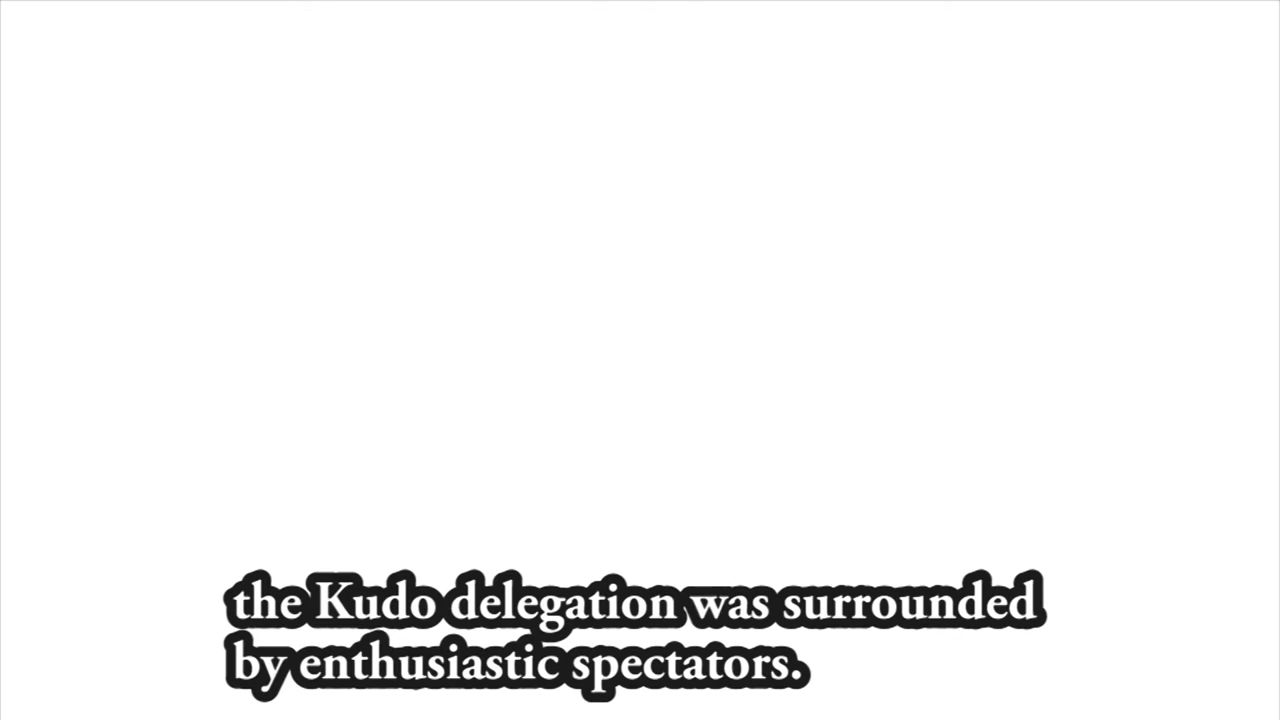 the Kudo delegation was surrounded
by enthusiastic spectators.